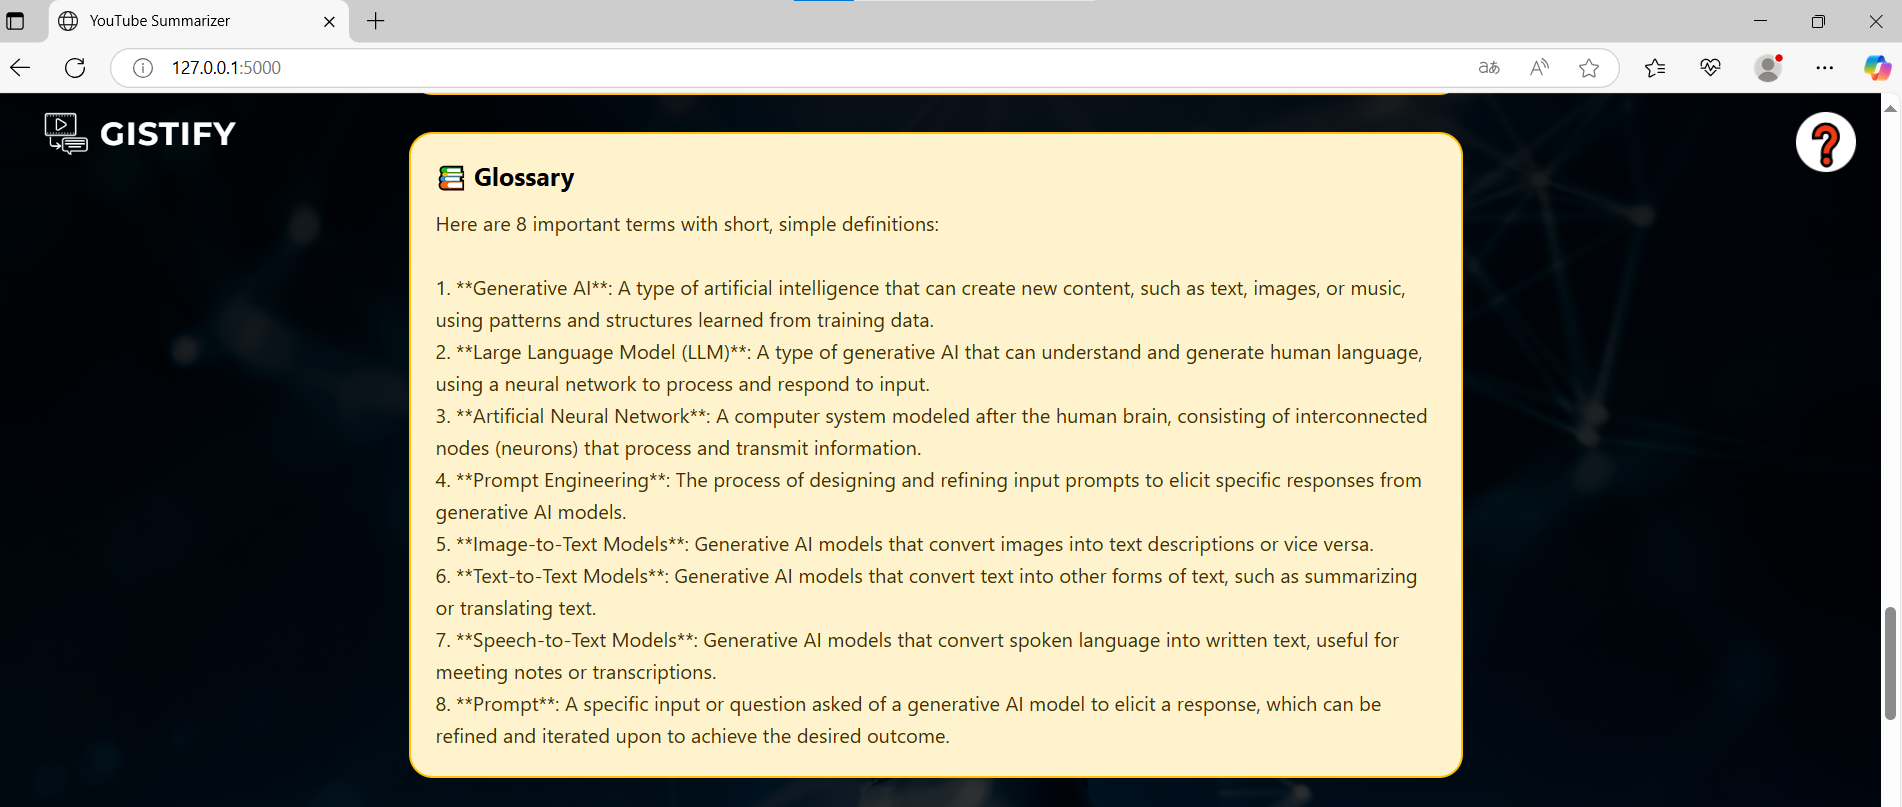 YouTube Summarizer
127.0.0.1:5000
GISTIFY
Glossary
Here are 8 important terms with short, simple definitions:
1. **Generative AI**: A type of artificial intelligence that can create new content, such as text, images, or music,
using patterns and structures learned from training data.
2. **Large Language Model (LLM)**: A type of generative AI that can understand and generate human language,
using a neural network to process and respond to input.
3. **Artificial Neural Network**: A computer system modeled after the human brain, consisting of interconnected
nodes (neurons) that process and transmit information.
4. **Prompt Engineering**: The process of designing and refining input prompts to elicit specific responses from
generative AI models.
5. **Image-to-Text Models**: Generative AI models that convert images into text descriptions or vice versa.
6. **Text-to-Text Models**: Generative AI models that convert text into other forms of text, such as summarizing
or translating text.
7. **Speech-to-Text Models**: Generative AI models that convert spoken language into written text, useful for
meeting notes or transcriptions.
8. **Prompt**: A specific input or question asked of a generative AI model to elicit a response, which can be
refined and iterated upon to achieve the desired outcome.